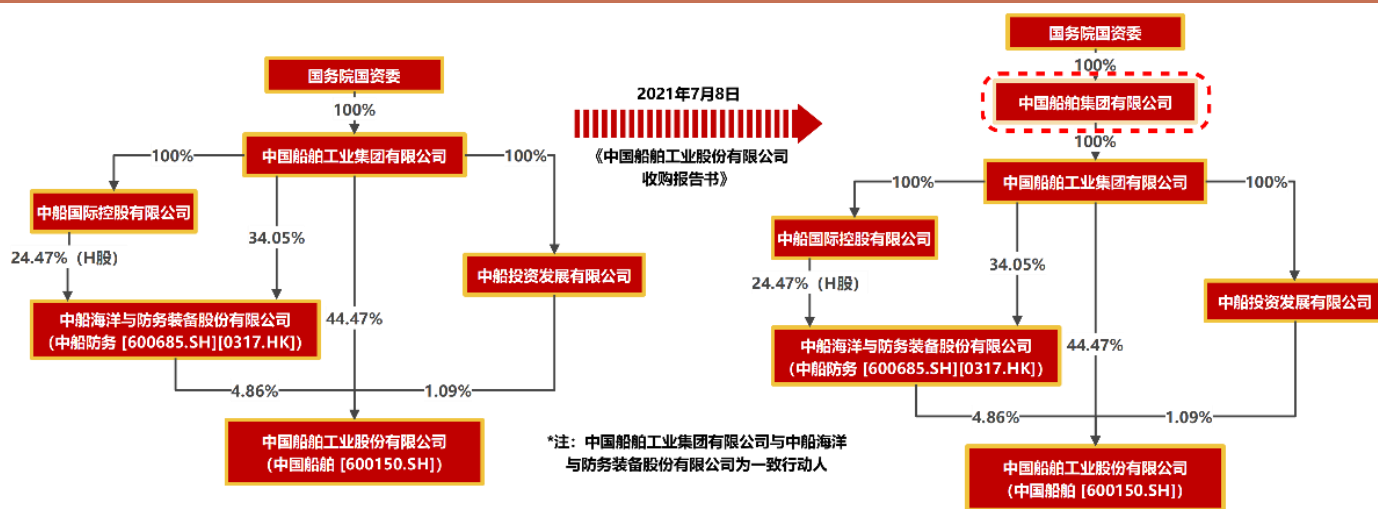 国务院国资委
100%
中国船舶工业集团有限公司
100%
100%
中船国际控股有限公司
24.47%（H股）
34.05%
44.47%
中船投资发展有限公司
中船海洋与防务装备股份有限公司
（中船防务 [600685.SH][0317.HK]）
4.86%
1.09%
中国船舶工业股份有限公司
（中国船舶 [600150.SH]）
2021年7月8日
《中国船舶工业股份有限公司
收购报告书》
*注：中国船舶工业集团有限公司与中船海洋
与防务装备股份有限公司为一致行动人
国务院国资委
100%
中国船舶集团有限公司
100%
中国船舶工业集团有限公司
100%
100%
中船国际控股有限公司
24.47%（H股）
34.05%
44.47%
中船投资发展有限公司
中船海洋与防务装备股份有限公司
（中船防务 [600685.SH][0317.HK]）
4.86%
1.09%
中国船舶工业股份有限公司
（中国船舶 [600150.SH]）